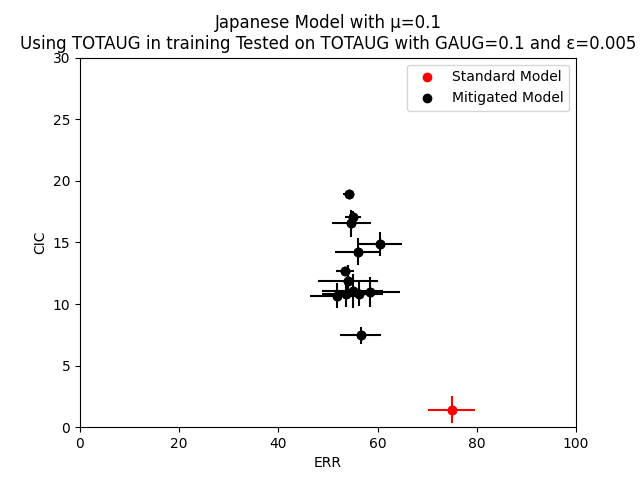 Japanese Model with μ=0.1
Using TOTAUG in training Tested on TOTAUG with GAUG=0.1 and ε=0.005
30
25
20
15
10
5
0
CIC
Standard Model
Mitigated Model
0 20 40 60 80 100
ERR